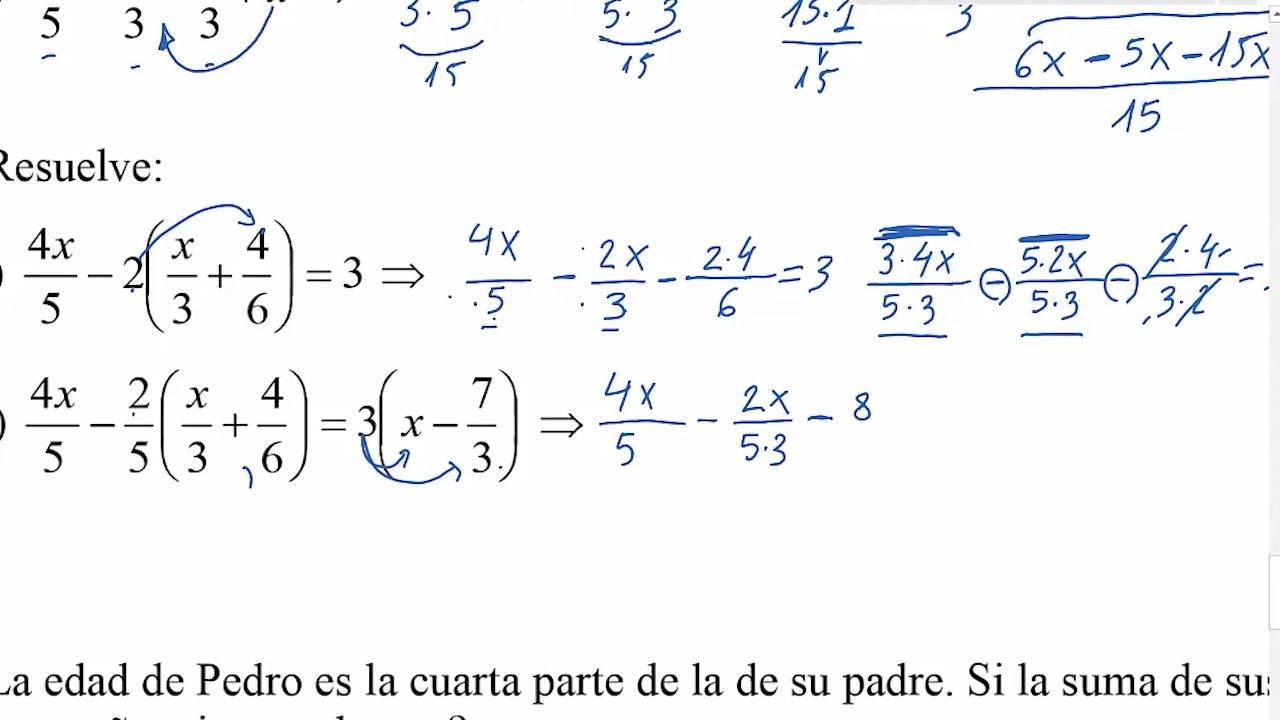 5 3 3 3·5/15 5·3/15 15·1/15 3 (6x − 5x − 15x)/15
Resuelve:
) 4x/5 − 2(x/3 + 4/6) = 3 ⇒ 4x/5 − 2x/3 − 2·4/6 = 3 3·4x/5·3 − 5·2x/5·3 − 2·4/3·2 =
) 4x/5 − 2/5(x/3 + 4/6) = 3(x − 7/3) ⇒ 4x/5 − 2x/5·3 − 8
La edad de Pedro es la cuarta parte de la de su padre. Si la suma de sus